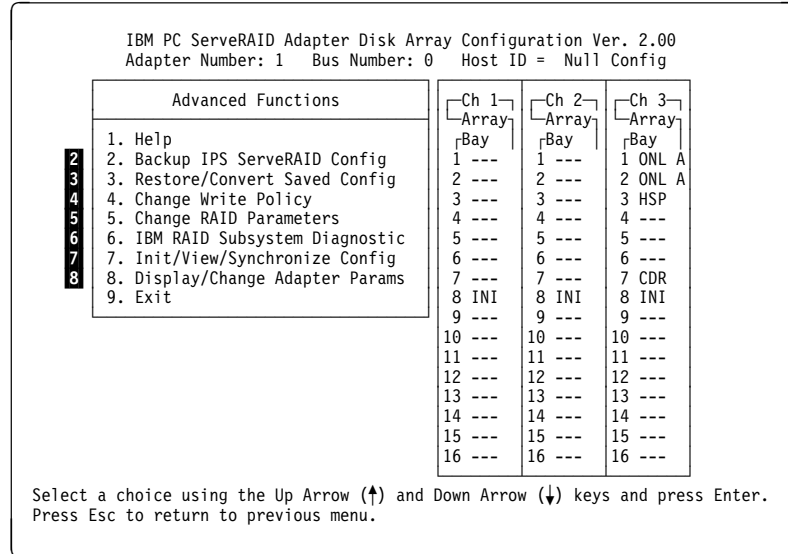 IBM PC ServeRAID Adapter Disk Array Configuration Ver. 2.00
Adapter Number: 1   Bus Number: 0   Host ID =  Null Config
Advanced Functions
1. Help
2 2. Backup IPS ServeRAID Config
3 3. Restore/Convert Saved Config
4 4. Change Write Policy
5 5. Change RAID Parameters
6 6. IBM RAID Subsystem Diagnostic
7 7. Init/View/Synchronize Config
8 8. Display/Change Adapter Params
9. Exit
Ch 1 Ch 2 Ch 3
Array Array Array
Bay Bay Bay
1 --- 1 --- 1 ONL A
2 --- 2 --- 2 ONL A
3 --- 3 --- 3 HSP
4 --- 4 --- 4 ---
5 --- 5 --- 5 ---
6 --- 6 --- 6 ---
7 --- 7 --- 7 CDR
8 INI 8 INI 8 INI
9 --- 9 --- 9 ---
10 --- 10 --- 10 ---
11 --- 11 --- 11 ---
12 --- 12 --- 12 ---
13 --- 13 --- 13 ---
14 --- 14 --- 14 ---
15 --- 15 --- 15 ---
16 --- 16 --- 16 ---
Select a choice using the Up Arrow (↑) and Down Arrow (↓) keys and press Enter.
Press Esc to return to previous menu.